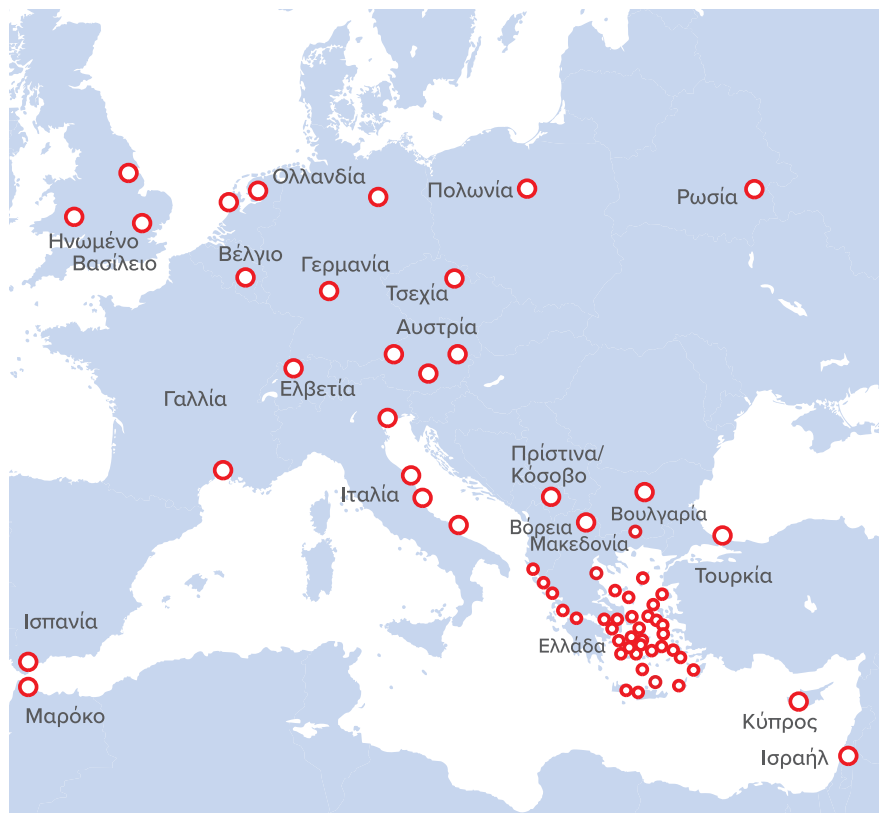 Ολλανδία
Πολωνία
Ρωσία
Ηνωμένο
Βασίλειο
Βέλγιο
Γερμανία
Τσεχία
Αυστρία
Ελβετία
Γαλλία
Πρίστινα/
Κόσοβο
Ιταλία
Βουλγαρία
Βόρεια
Μακεδονία
Τουρκία
Ισπανία
Ελλάδα
Μαρόκο
Κύπρος
Ισραήλ